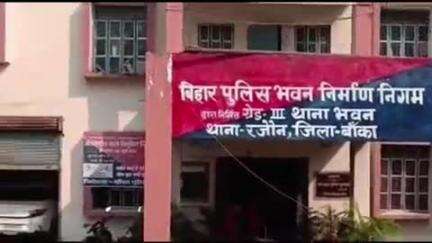 बिहार पुलिस भवन निर्माण निगम
द्वारा निर्मित ग्रेड-III थाना भवन
थाना-रजौन, जिला-बाँका